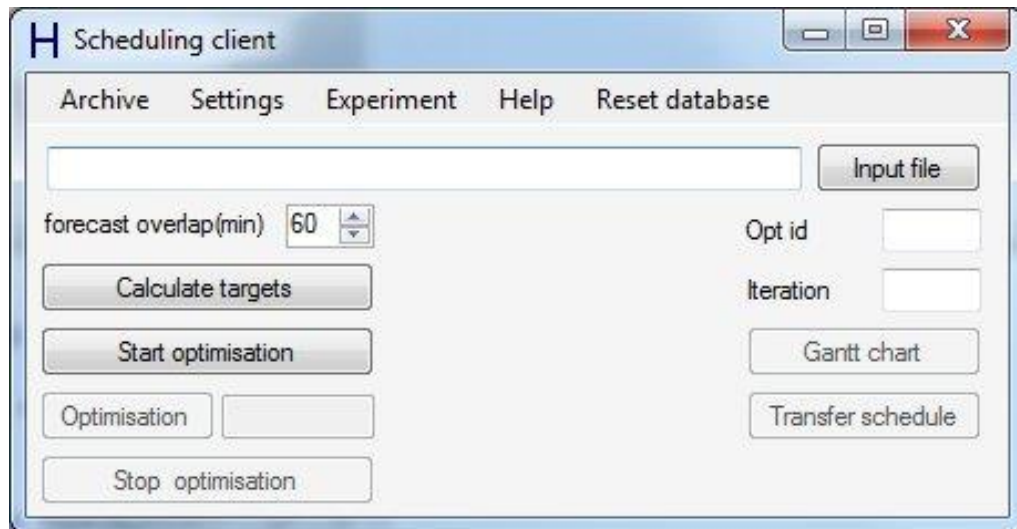 H Scheduling client
Archive Settings Experiment Help Reset database
Input file
forecast overlap(min) 60
Opt id
Calculate targets
Iteration
Start optimisation
Gantt chart
Optimisation
Transfer schedule
Stop optimisation